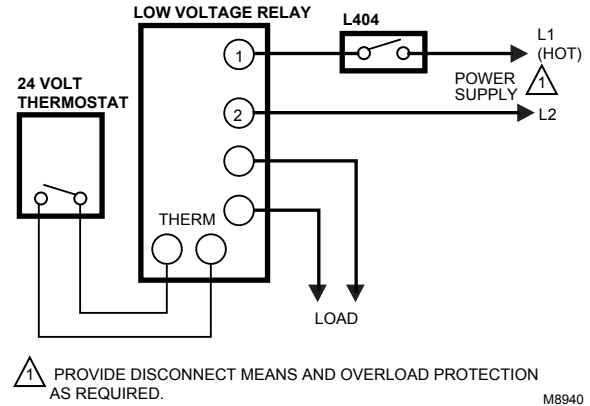 LOW VOLTAGE RELAY
L404
L1
(HOT)
1
POWER
SUPPLY
1
24 VOLT
THERMOSTAT
2
L2
THERM
LOAD
1 PROVIDE DISCONNECT MEANS AND OVERLOAD PROTECTION
AS REQUIRED.
M8940